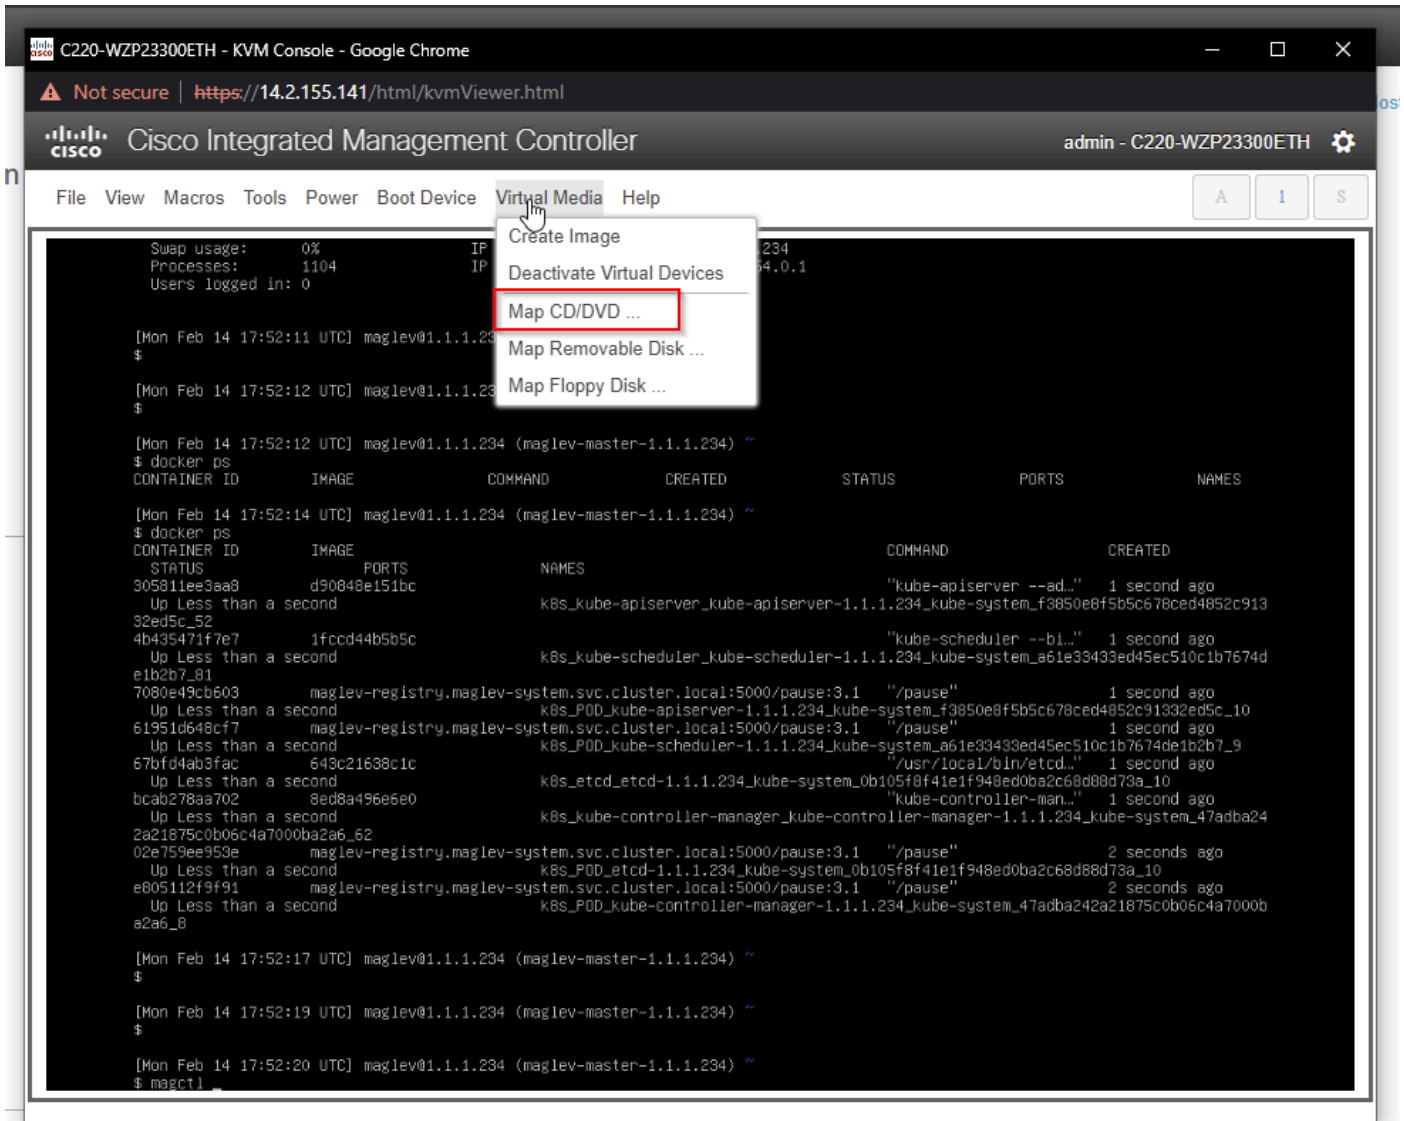 C220-WZP23300ETH - KVM Console - Google Chrome
Not secure | https://14.2.155.141/html/kvmViewer.html
cisco Cisco Integrated Management Controller admin - C220-WZP23300ETH
File View Macros Tools Power Boot Device Virtual Media Help A 1 S
Create Image
Deactivate Virtual Devices
Map CD/DVD ...
Map Removable Disk ...
Map Floppy Disk ...
Swap usage: 0% IP .234
Processes: 1104 IP 54.0.1
Users logged in: 0
[Mon Feb 14 17:52:11 UTC] maglev@1.1.1.23
$
[Mon Feb 14 17:52:12 UTC] maglev@1.1.1.23
$
[Mon Feb 14 17:52:12 UTC] maglev@1.1.1.234 (maglev-master-1.1.1.234) ~
$ docker ps
CONTAINER ID IMAGE COMMAND CREATED STATUS PORTS NAMES
[Mon Feb 14 17:52:14 UTC] maglev@1.1.1.234 (maglev-master-1.1.1.234) ~
$ docker ps
CONTAINER ID IMAGE COMMAND CREATED
STATUS PORTS NAMES
305811ee3aa8 d90848e151bc "kube-apiserver --ad…" 1 second ago
Up Less than a second k8s_kube-apiserver_kube-apiserver-1.1.1.234_kube-system_f3850e8f5b5c678ced4852c913
32ed5c_52
4b435471f7e7 1fccd44b5b5c "kube-scheduler --bi…" 1 second ago
Up Less than a second k8s_kube-scheduler_kube-scheduler-1.1.1.234_kube-system_a61e33433ed45ec510c1b7674d
e1b2b7_81
7080e49cb603 maglev-registry.maglev-system.svc.cluster.local:5000/pause:3.1 "/pause" 1 second ago
Up Less than a second k8s_POD_kube-apiserver-1.1.1.234_kube-system_f3850e8f5b5c678ced4852c91332ed5c_10
61951d648cf7 maglev-registry.maglev-system.svc.cluster.local:5000/pause:3.1 "/pause" 1 second ago
Up Less than a second k8s_POD_kube-scheduler-1.1.1.234_kube-system_a61e33433ed45ec510c1b7674de1b2b7_9
67bfd4ab3fac 643c21638c1c "/usr/local/bin/etcd…" 1 second ago
Up Less than a second k8s_etcd_etcd-1.1.1.234_kube-system_0b105f8f41e1f948ed0ba2c68d88d73a_10
bcab278aa702 8ed8a496e6e0 "kube-controller-man…" 1 second ago
Up Less than a second k8s_kube-controller-manager_kube-controller-manager-1.1.1.234_kube-system_47adba24
2a21875c0b06c4a7000ba2a6_62
02e759ee953e maglev-registry.maglev-system.svc.cluster.local:5000/pause:3.1 "/pause" 2 seconds ago
Up Less than a second k8s_POD_etcd-1.1.1.234_kube-system_0b105f8f41e1f948ed0ba2c68d88d73a_10
e805112f9f91 maglev-registry.maglev-system.svc.cluster.local:5000/pause:3.1 "/pause" 2 seconds ago
Up Less than a second k8s_POD_kube-controller-manager-1.1.1.234_kube-system_47adba242a21875c0b06c4a7000b
a2a6_8
[Mon Feb 14 17:52:17 UTC] maglev@1.1.1.234 (maglev-master-1.1.1.234) ~
$
[Mon Feb 14 17:52:19 UTC] maglev@1.1.1.234 (maglev-master-1.1.1.234) ~
$
[Mon Feb 14 17:52:20 UTC] maglev@1.1.1.234 (maglev-master-1.1.1.234) ~
$ magctl _